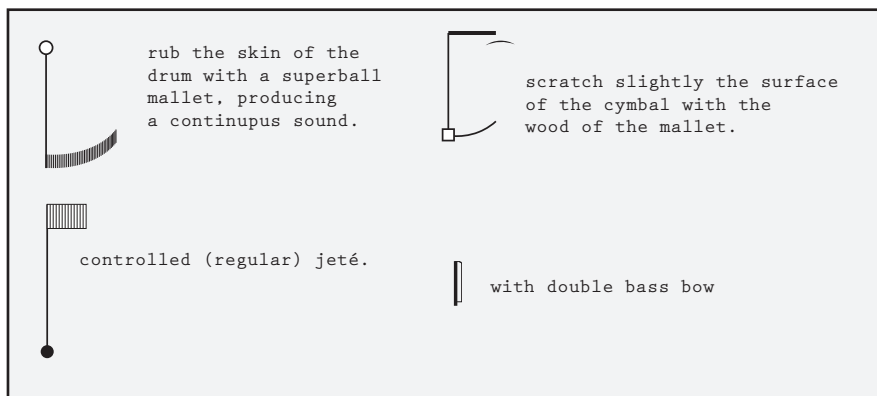 rub the skin of the
drum with a superball
mallet, producing
a continupus sound.
scratch slightly the surface
of the cymbal with the
wood of the mallet.
controlled (regular) jeté.
with double bass bow